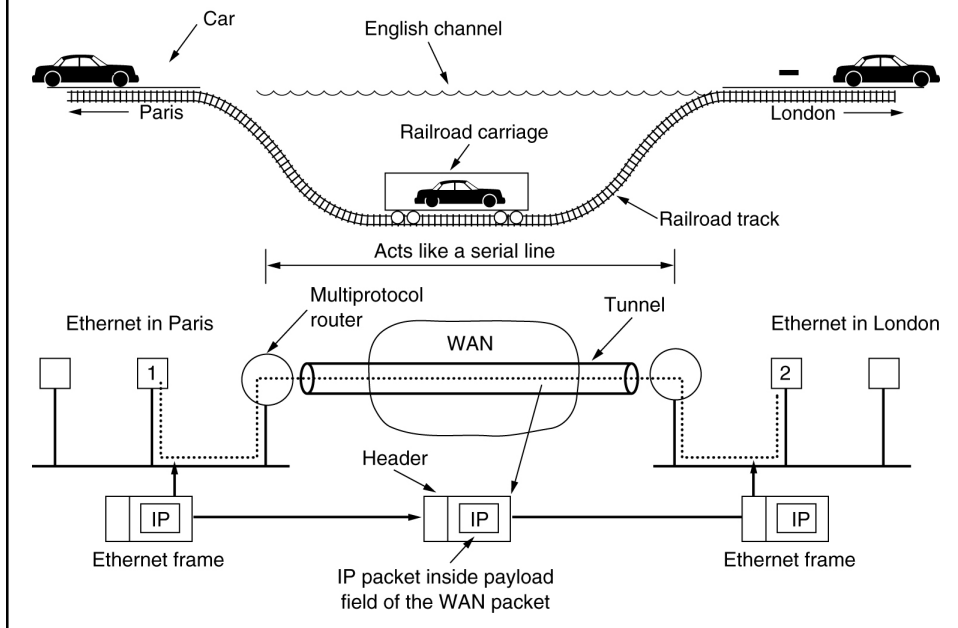 Car
English channel
Paris
London
Railroad carriage
Railroad track
Acts like a serial line
Multiprotocol
router
Tunnel
Ethernet in Paris
Ethernet in London
WAN
1
2
Header
IP
IP
IP
Ethernet frame
Ethernet frame
IP packet inside payload
field of the WAN packet